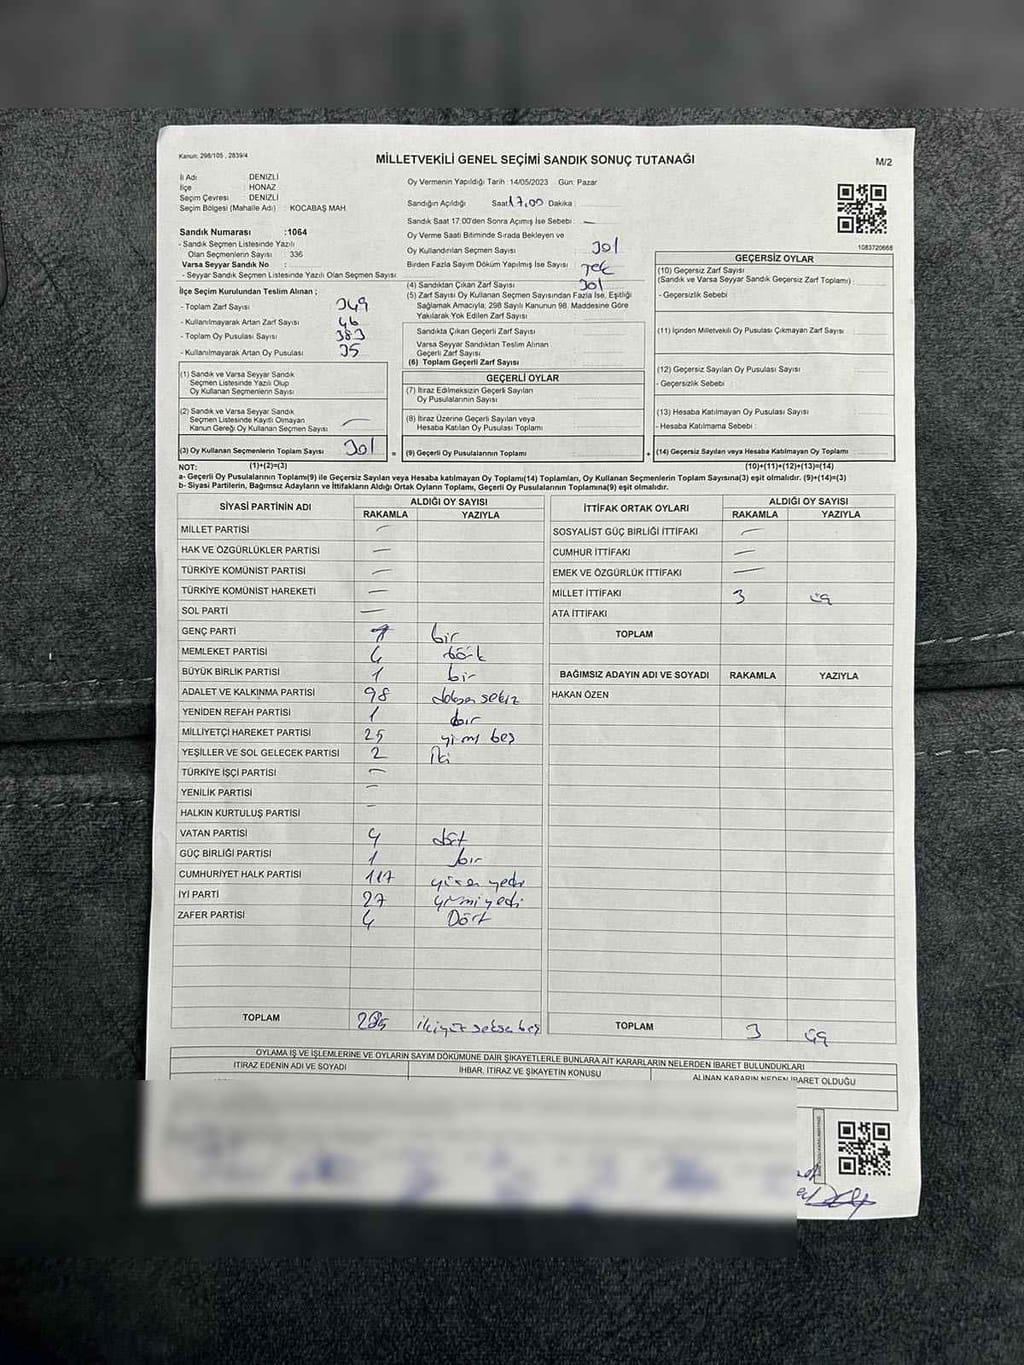 Kanun: 298/105 , 2839/4
MİLLETVEKİLİ GENEL SEÇİMİ SANDIK SONUÇ TUTANAĞI
M/2
İl Adı : DENİZLİ
İlçe : HONAZ
Seçim Çevresi : DENİZLİ
Seçim Bölgesi (Mahalle Adı) : KOCABAŞ MAH.
Sandık Numarası :1064
- Sandık Seçmen Listesinde Yazılı
Olan Seçmenlerin Sayısı : 336
Varsa Seyyar Sandık No :
- Seyyar Sandık Seçmen Listesinde Yazılı Olan Seçmen Sayısı
Oy Vermenin Yapıldığı Tarih : 14/05/2023 Gün: Pazar
Sandığın Açıldığı Saat 17,00 Dakika :
Sandık Saat 17:00'den Sonra Açılmış İse Sebebi : —
Oy Verme Saati Bitiminde Sırada Bekleyen ve
Oy Kullandırılan Seçmen Sayısı 301
Birden Fazla Sayım Döküm Yapılmış İse Sayısı Tek
1083720668
İlçe Seçim Kurulundan Teslim Alınan ;
- Toplam Zarf Sayısı 349
- Kullanılmayarak Artan Zarf Sayısı 46
- Toplam Oy Pusulası Sayısı 383
- Kullanılmayarak Artan Oy Pusulası 35
(1) Sandık ve Varsa Seyyar Sandık
Seçmen Listesinde Yazılı Olup
Oy Kullanan Seçmenlerin Sayısı
(2) Sandık ve Varsa Seyyar Sandık
Seçmen Listesinde Kayıtlı Olmayan
Kanun Gereği Oy Kullanan Seçmen Sayısı —
(3) Oy Kullanan Seçmenlerin Toplam Sayısı 301 =
(4) Sandıktan Çıkan Zarf Sayısı 301
(5) Zarf Sayısı Oy Kullanan Seçmen Sayısından Fazla İse, Eşitliği
Sağlamak Amacıyla, 298 Sayılı Kanunun 98. Maddesine Göre
Yakılarak Yok Edilen Zarf Sayısı
Sandıkta Çıkan Geçerli Zarf Sayısı
Varsa Seyyar Sandıktan Teslim Alınan
Geçerli Zarf Sayısı
(6) Toplam Geçerli Zarf Sayısı
GEÇERLİ OYLAR
(7) İtiraz Edilmeksizin Geçerli Sayılan
Oy Pusulalarının Sayısı
(8) İtiraz Üzerine Geçerli Sayılan veya
Hesaba Katılan Oy Pusulası Toplamı
(9) Geçerli Oy Pusulalarının Toplamı +
GEÇERSİZ OYLAR
(10) Geçersiz Zarf Sayısı
(Sandık ve Varsa Seyyar Sandık Geçersiz Zarf Toplamı) :
- Geçersizlik Sebebi :
(11) İçinden Milletvekili Oy Pusulası Çıkmayan Zarf Sayısı
(12) Geçersiz Sayılan Oy Pusulası Sayısı
- Geçersizlik Sebebi :
(13) Hesaba Katılmayan Oy Pusulası Sayısı
- Hesaba Katılmama Sebebi :
(14) Geçersiz Sayılan veya Hesaba Katılmayan Oy Toplamı
NOT: (1)+(2)=(3) (10)+(11)+(12)+(13)=(14)
a- Geçerli Oy Pusulalarının Toplamı(9) ile Geçersiz Sayılan veya Hesaba katılmayan Oy Toplamı(14) Toplamları, Oy Kullanan Seçmenlerin Toplam Sayısına(3) eşit olmalıdır. (9)+(14)=(3)
b- Siyasi Partilerin, Bağımsız Adayların ve İttifakların Aldığı Ortak Oyların Toplamı, Geçerli Oy Pusulalarının Toplamına(9) eşit olmalıdır.
SİYASİ PARTİNİN ADI ALDIĞI OY SAYISI
RAKAMLA YAZIYLA
MİLLET PARTİSİ —
HAK VE ÖZGÜRLÜKLER PARTİSİ —
TÜRKİYE KOMÜNİST PARTİSİ —
TÜRKİYE KOMÜNİST HAREKETİ —
SOL PARTİ —
GENÇ PARTİ 1 bir
MEMLEKET PARTİSİ 4 dört
BÜYÜK BİRLİK PARTİSİ 1 bir
ADALET VE KALKINMA PARTİSİ 98 doksan sekiz
YENİDEN REFAH PARTİSİ 1 bir
MİLLİYETÇİ HAREKET PARTİSİ 25 yirmi beş
YEŞİLLER VE SOL GELECEK PARTİSİ 2 iki
TÜRKİYE İŞÇİ PARTİSİ —
YENİLİK PARTİSİ —
HALKIN KURTULUŞ PARTİSİ —
VATAN PARTİSİ 4 dört
GÜÇ BİRLİĞİ PARTİSİ 1 bir
CUMHURİYET HALK PARTİSİ 117
İYİ PARTİ 27 yirmi yedi
ZAFER PARTİSİ 4 Dört
TOPLAM 285 ikiyüz seksen beş
İTTİFAK ORTAK OYLARI ALDIĞI OY SAYISI
RAKAMLA YAZIYLA
SOSYALİST GÜÇ BİRLİĞİ İTTİFAKI —
CUMHUR İTTİFAKI —
EMEK VE ÖZGÜRLÜK İTTİFAKI —
MİLLET İTTİFAKI 3 üç
ATA İTTİFAKI
TOPLAM
BAĞIMSIZ ADAYIN ADI VE SOYADI RAKAMLA YAZIYLA
HAKAN ÖZEN
TOPLAM 3 üç
OYLAMA İŞ VE İŞLEMLERİNE VE OYLARIN SAYIM DÖKÜMÜNE DAİR ŞİKAYETLERLE BUNLARA AİT KARARLARIN NELERDEN İBARET BULUNDUKLARI
İTİRAZ EDENİN ADI VE SOYADI İHBAR, İTİRAZ VE ŞİKAYETİN KONUSU ALINAN KARARIN NEDEN İBARET OLDUĞU